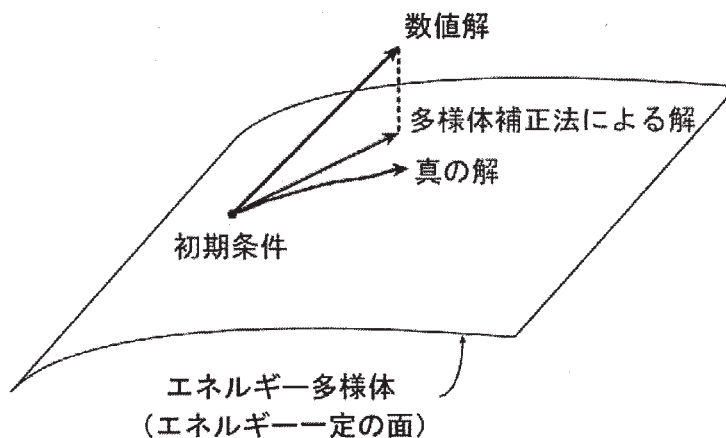 数値解
多様体補正法による解
真の解
初期条件
エネルギー多様体
(エネルギー一定の面)